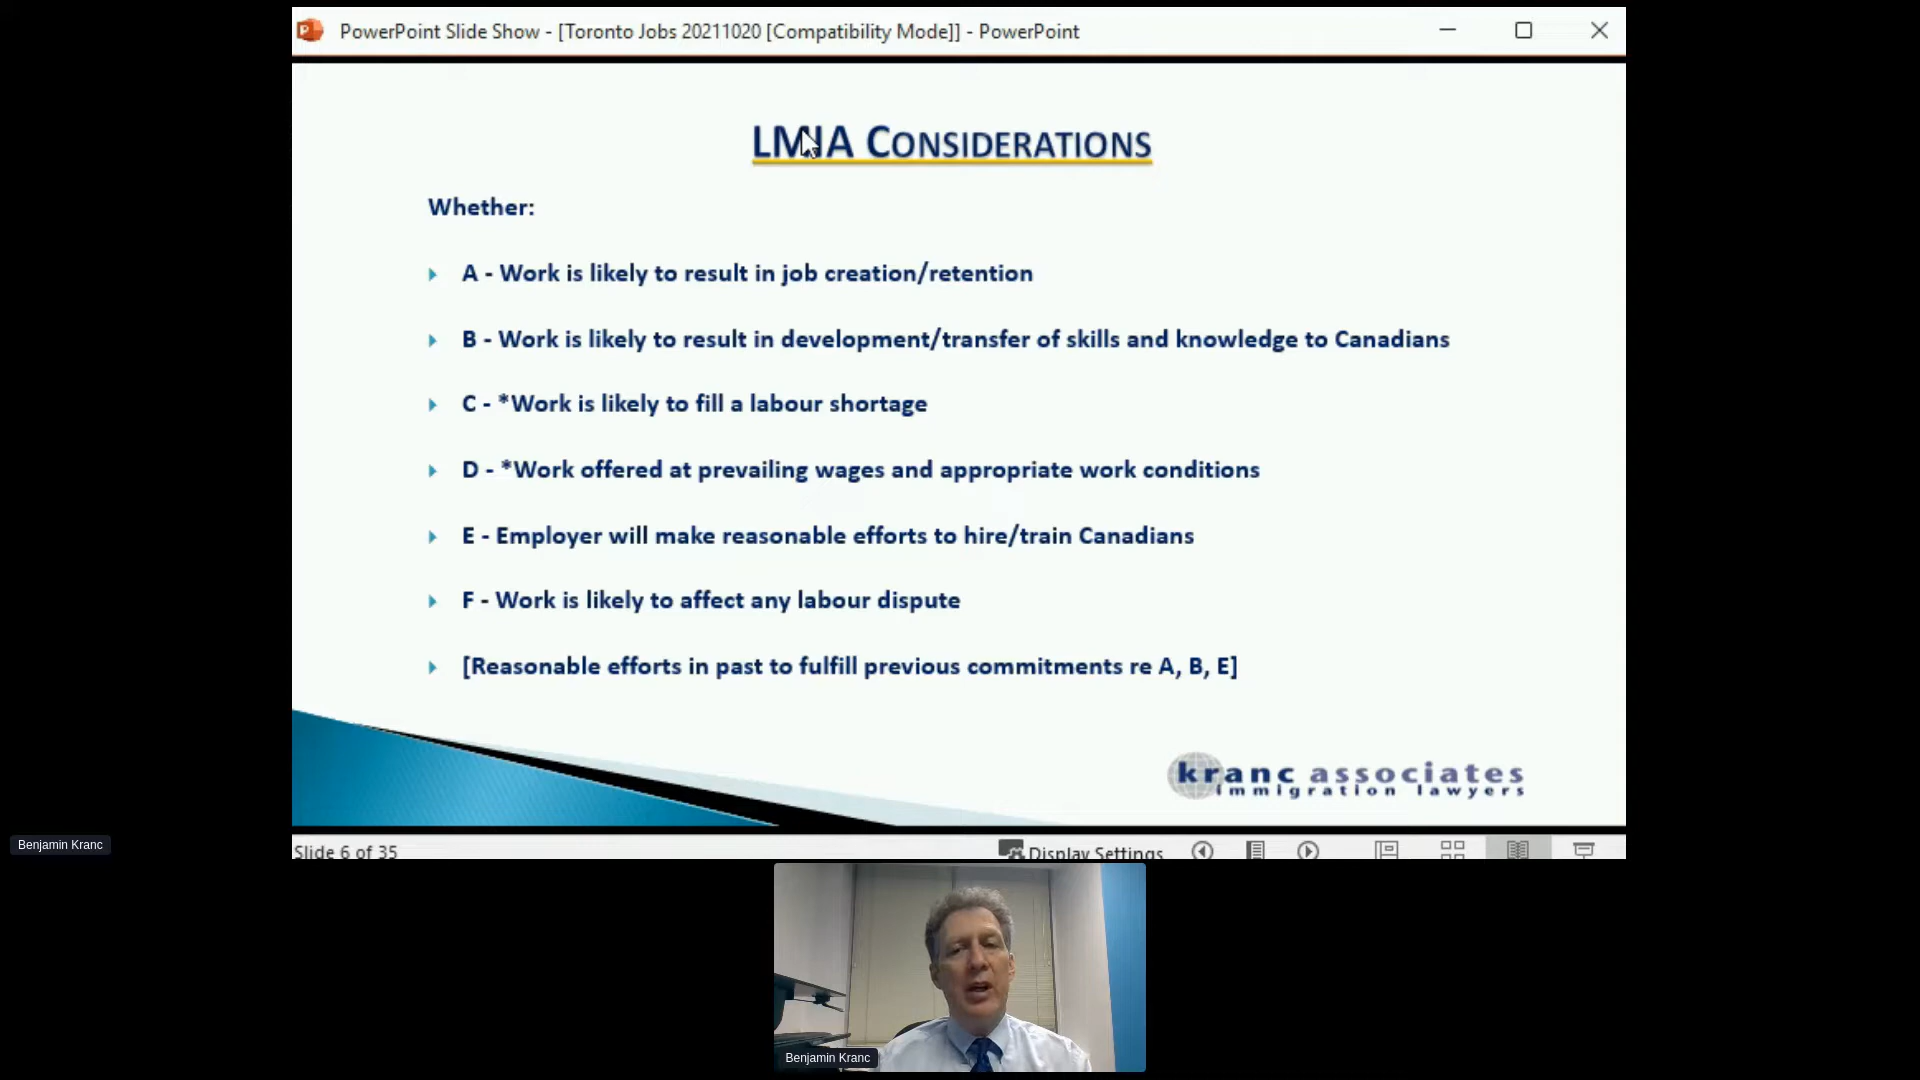 PowerPoint Slide Show - [Toronto Jobs 20211020 [Compatibility Mode]] - PowerPoint
LMIA CONSIDERATIONS
Whether:
A - Work is likely to result in job creation/retention
B - Work is likely to result in development/transfer of skills and knowledge to Canadians
C - *Work is likely to fill a labour shortage
D - *Work offered at prevailing wages and appropriate work conditions
E - Employer will make reasonable efforts to hire/train Canadians
F - Work is likely to affect any labour dispute
[Reasonable efforts in past to fulfill previous commitments re A, B, E]
kranc associates
immigration lawyers
Benjamin Kranc
Slide 6 of 35
Display Settings
Benjamin Kranc